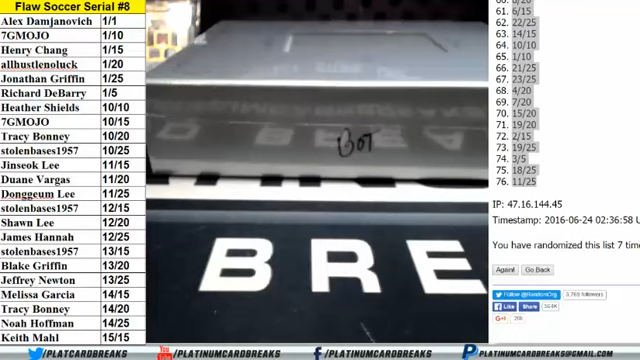 Flaw Soccer Serial #8
Alex Damjanovich 1/1
7GMOJO 1/10
Henry Chang 1/15
allhustlenoluck 1/20
Jonathan Griffin 1/25
Richard DeBarry 1/5
Heather Shields 10/10
7GMOJO 10/15
Tracy Bonney 10/20
stolenbases1957 10/25
Jinseok Lee 11/15
Duane Vargas 11/20
Donggeum Lee 11/25
stolenbases1957 12/15
Shawn Lee 12/20
James Hannah 12/25
stolenbases1957 13/15
Blake Griffin 13/20
Jeffrey Newton 13/25
Melissa Garcia 14/15
Tracy Bonney 14/20
Noah Hoffman 14/25
Keith Mahl 15/15
BOT
BRE
61. 6/15
62. 22/25
63. 14/15
64. 10/10
65. 1/10
66. 21/25
67. 23/25
68. 4/20
69. 7/20
70. 15/20
71. 19/20
72. 2/15
73. 19/25
74. 3/5
75. 18/25
76. 11/25
IP: 47.16.144.45
Timestamp: 2016-06-24 02:36:58 U
You have randomized this list 7 time
Again! Go Back
Follow @RandomOrg 3,768 followers
Like Share
/PLATCARDBREAKS
/PLATINUMCARDBREAKS
/PLATINUMCARDBREAKS
PLATINUMCARDBREAKS@GMAIL.COM